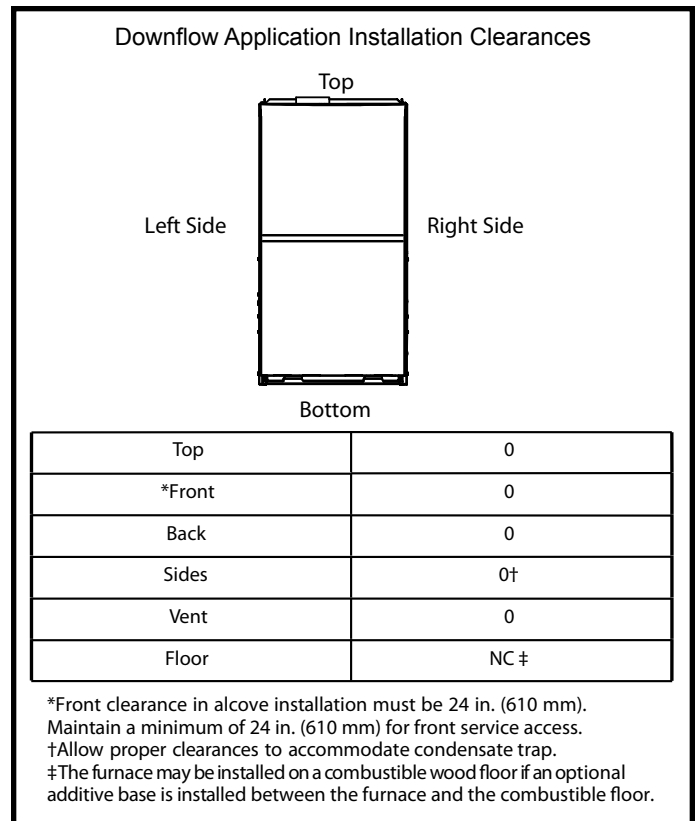 Downflow Application Installation Clearances
Top
Left Side
Right Side
Bottom
Top 0
*Front 0
Back 0
Sides 0†
Vent 0
Floor NC ‡
*Front clearance in alcove installation must be 24 in. (610 mm).
Maintain a minimum of 24 in. (610 mm) for front service access.
†Allow proper clearances to accommodate condensate trap.
‡The furnace may be installed on a combustible wood floor if an optional
additive base is installed between the furnace and the combustible floor.